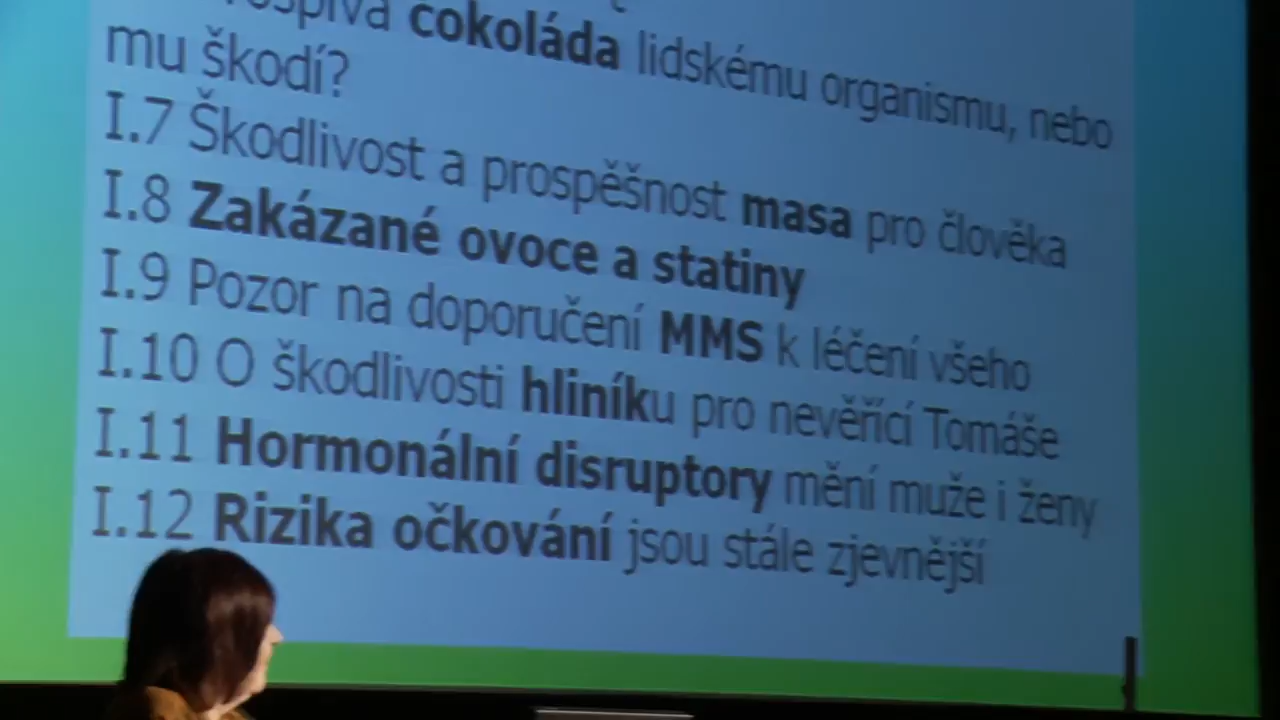 čokoláda lidskému organismu, nebo
mu škodí?
I.7 Škodlivost a prospěšnost masa pro člověka
I.8 Zakázané ovoce a statiny
I.9 Pozor na doporučení MMS k léčení všeho
I.10 O škodlivosti hliníku pro nevěřící Tomáše
I.11 Hormonální disruptory mění muže i ženy
I.12 Rizika očkování jsou stále zjevnější